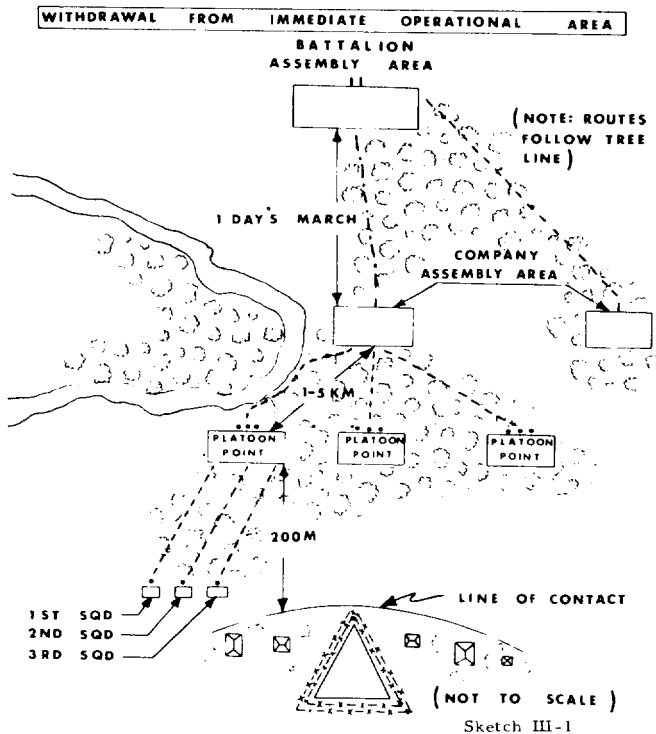 WITHDRAWAL FROM IMMEDIATE OPERATIONAL AREA
BATTALION
ASSEMBLY AREA
(NOTE: ROUTES
FOLLOW TREE
LINE)
1 DAY'S MARCH
COMPANY
ASSEMBLY AREA
1-5 KM
PLATOON
POINT
PLATOON
POINT
PLATOON
POINT
200M
1ST SQD
2ND SQD
3RD SQD
LINE OF CONTACT
(NOT TO SCALE)
Sketch III-1